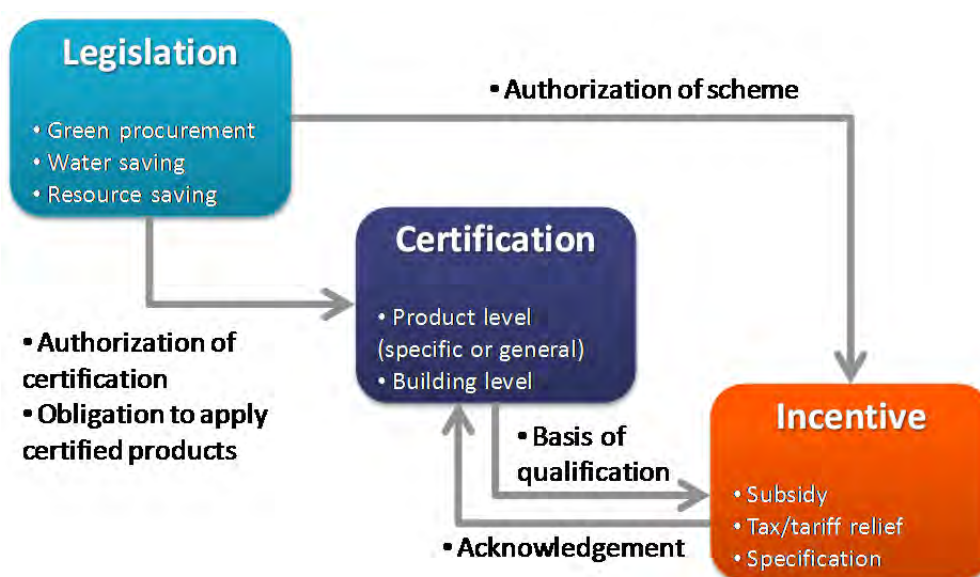 Legislation
• Green procurement
• Water saving
• Resource saving
• Authorization of scheme
Certification
• Product level
(specific or general)
• Building level
• Authorization of
certification
• Obligation to apply
certified products
Incentive
• Subsidy
• Tax/tariff relief
• Specification
• Basis of
qualification
• Acknowledgement